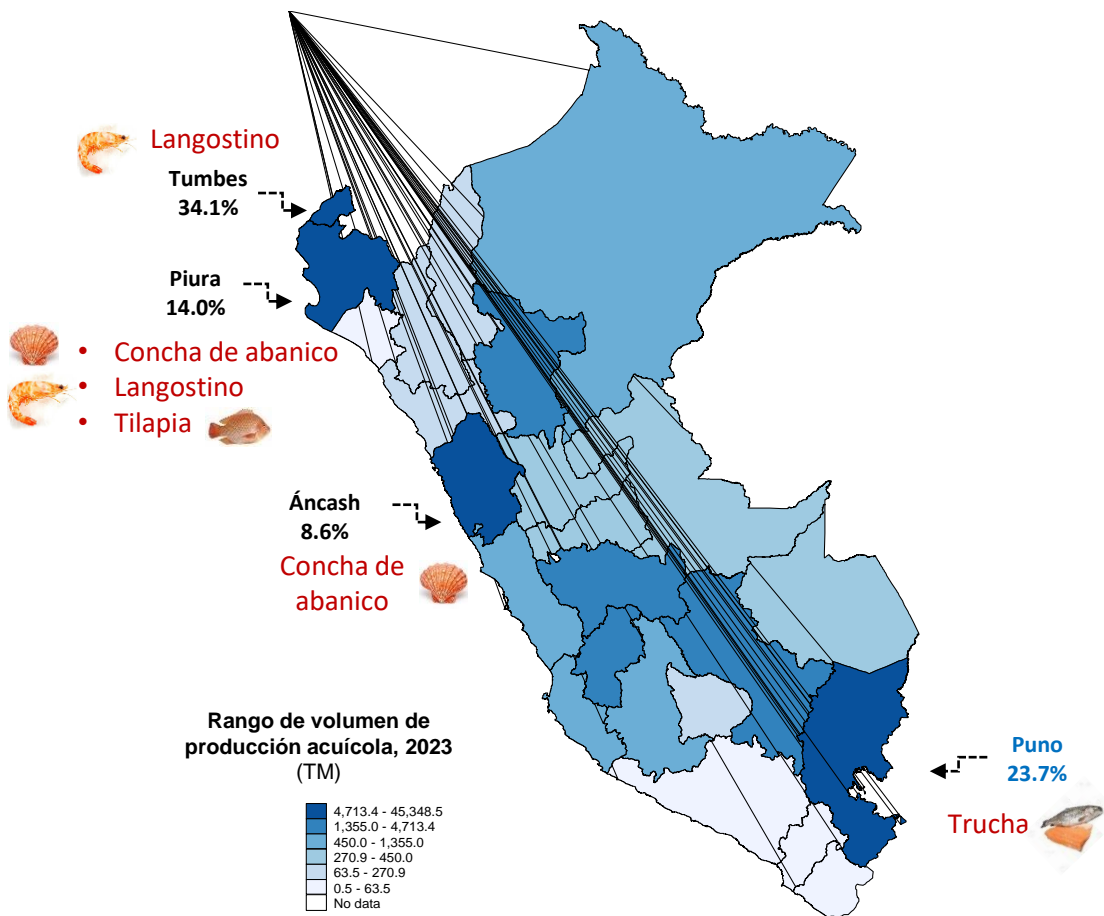 Langostino
Tumbes
34.1%
Piura
14.0%
• Concha de abanico
• Langostino
• Tilapia
Áncash
8.6%
Concha de
abanico
Rango de volumen de
producción acuícola, 2023
(TM)
4,713.4 - 45,348.5
1,355.0 - 4,713.4
450.0 - 1,355.0
270.9 - 450.0
63.5 - 270.9
0.5 - 63.5
No data
Puno
23.7%
Trucha